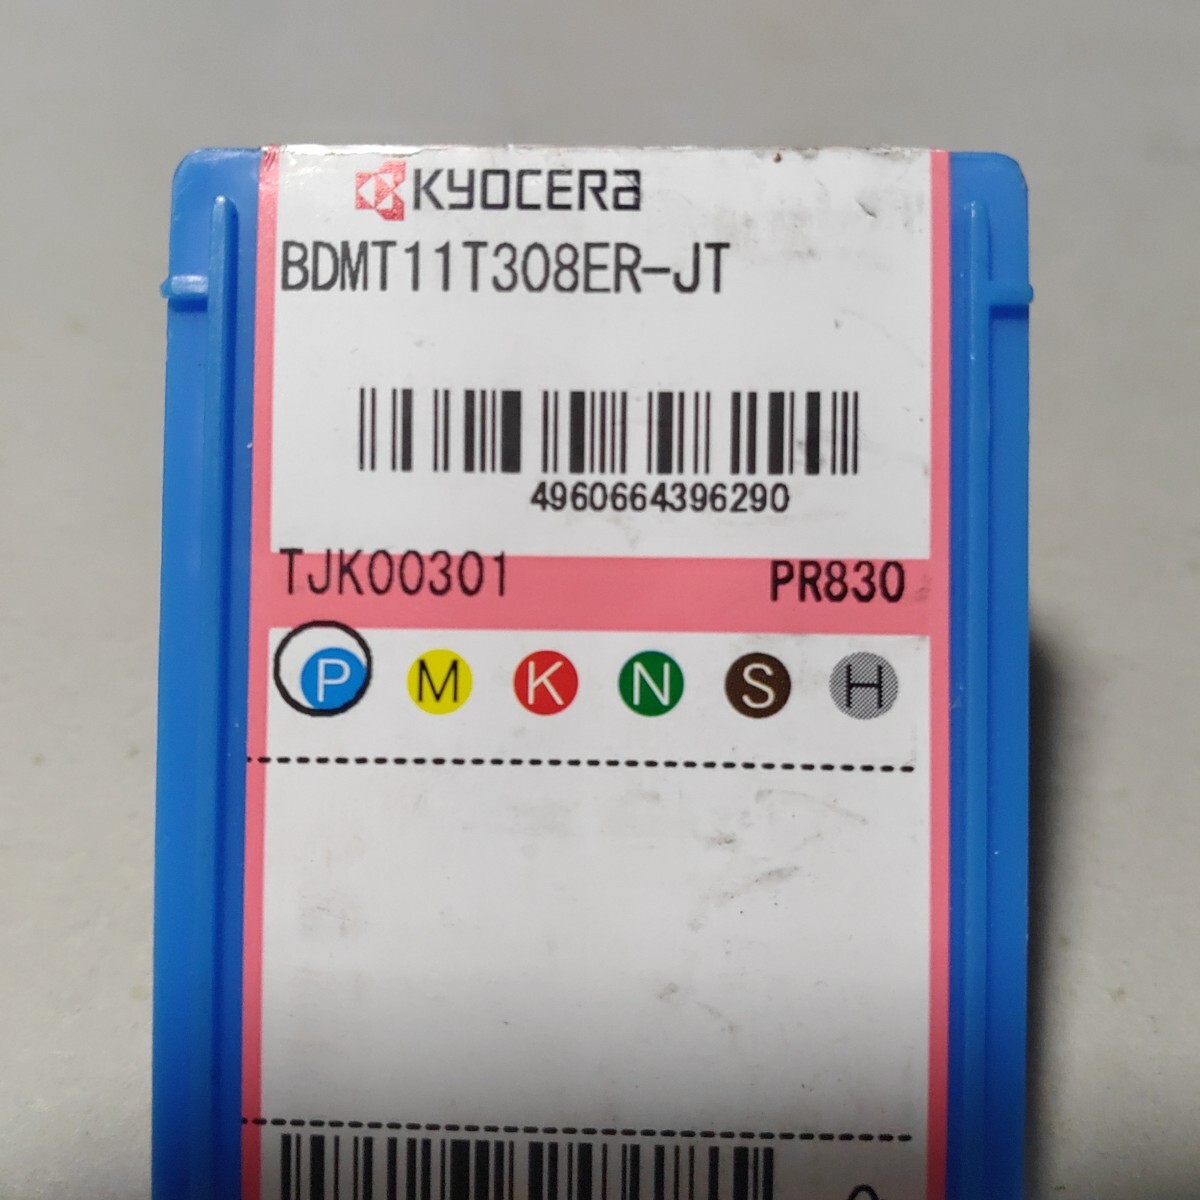 KYOCERA
BDMT11T308ER-JT
4960664396290
TJK00301 PR830
P M K N S H